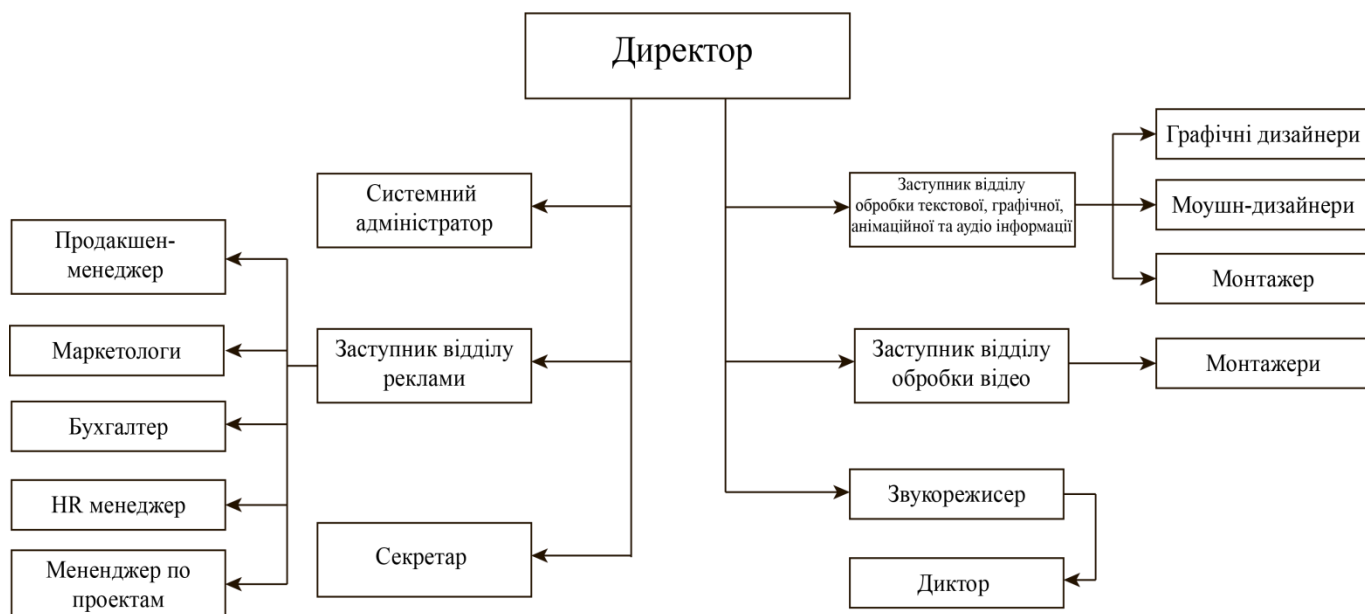 Директор
Системний
адміністратор
Заступник відділу
обробки текстової, графічної,
анімаційної та аудіо інформації
Графічні дизайнери
Моушн-дизайнери
Монтажер
Продакшен-
менеджер
Маркетологи
Бухгалтер
HR менеджер
Мененджер по
проектам
Заступник відділу
реклами
Секретар
Заступник відділу
обробки відео
Монтажери
Звукорежисер
Диктор